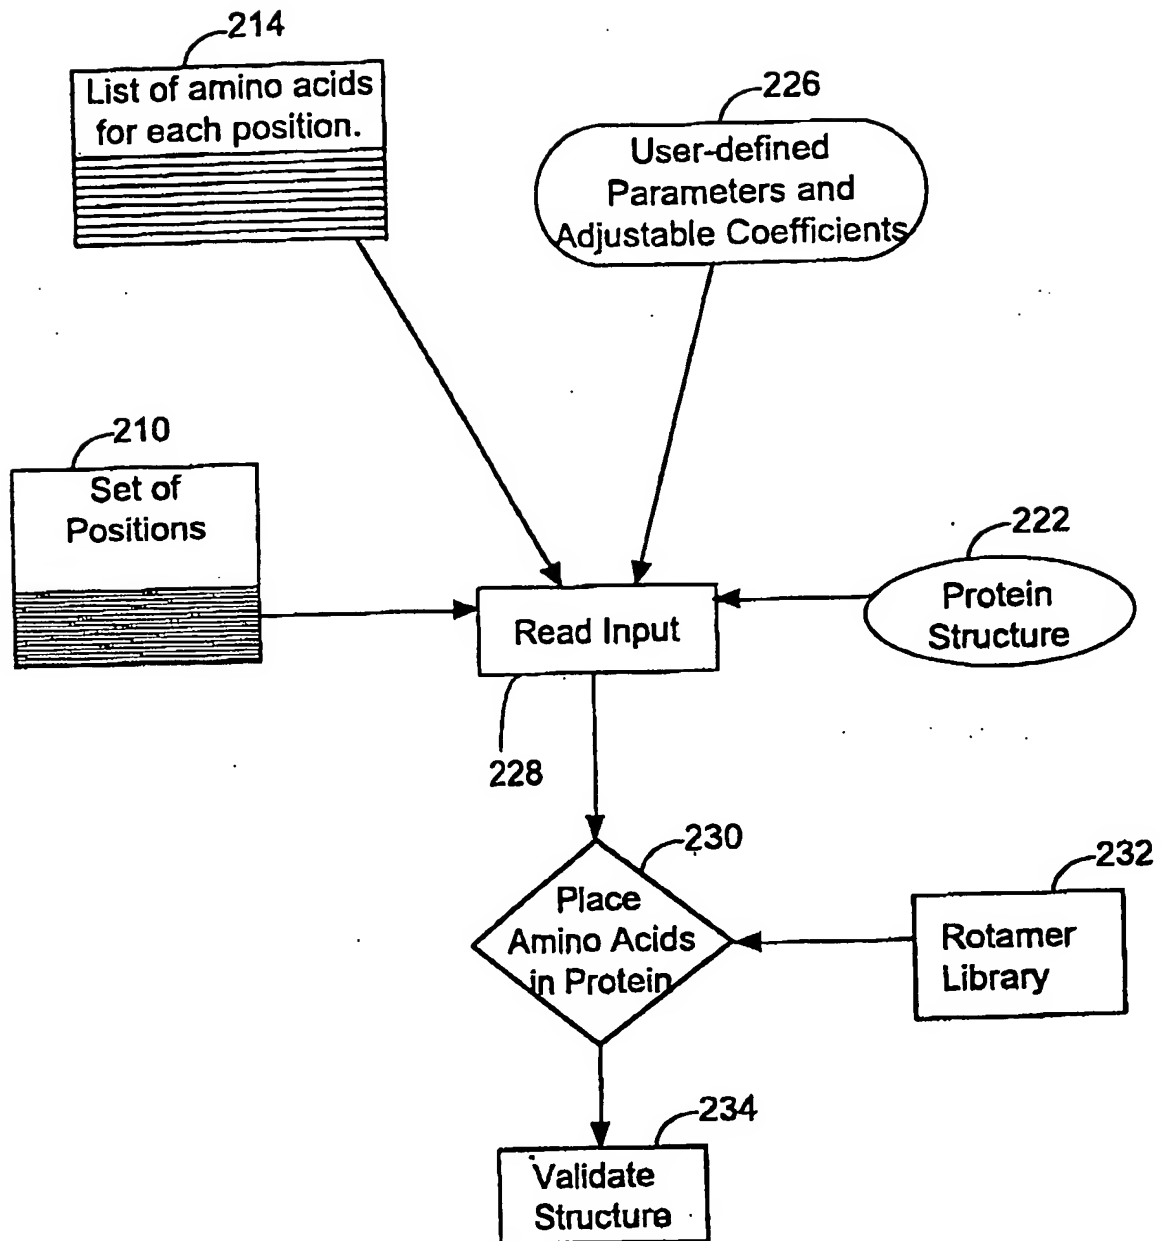 214
List of amino acids
for each position.
226
User-defined
Parameters and
Adjustable Coefficients
210
Set of
Positions
222
Protein
Structure
Read Input
228
230
Place
Amino Acids
in Protein
232
Rotamer
Library
234
Validate
Structure